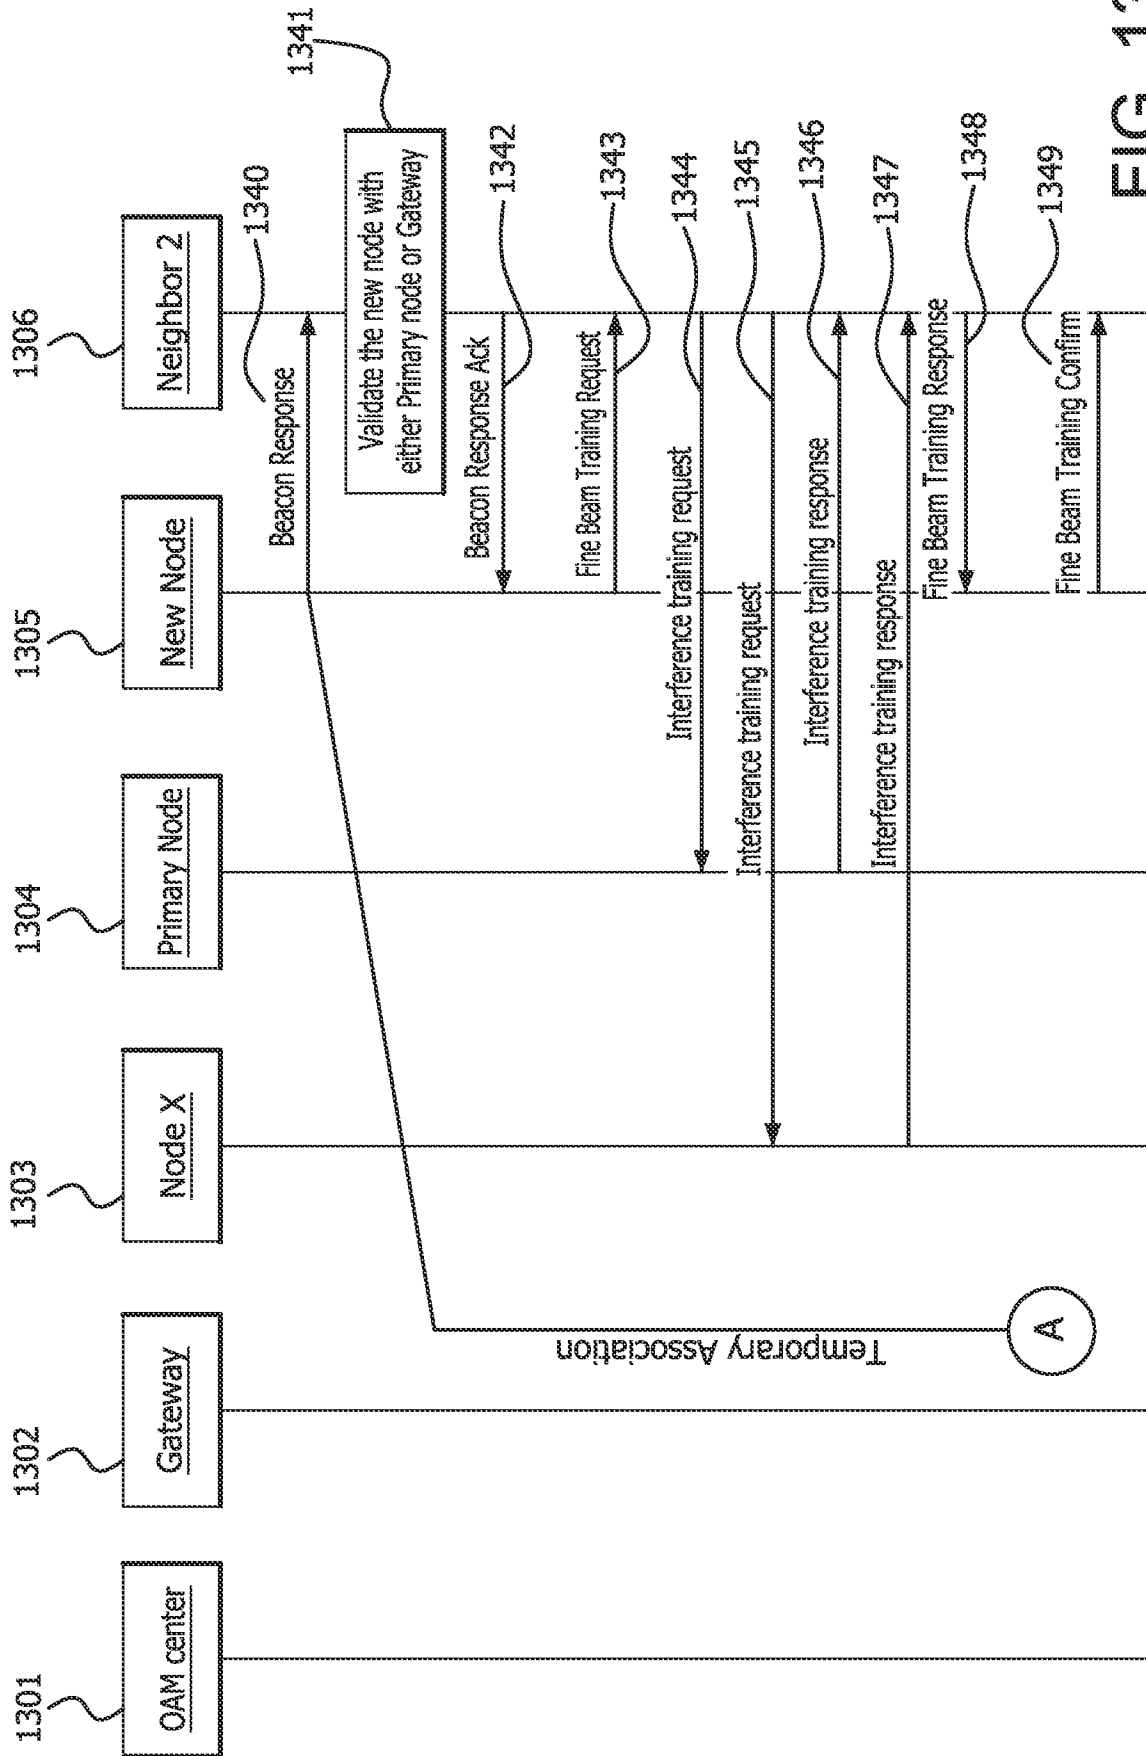 1301
1302
1303
1304
1305
1306
OAM center
Gateway
Node X
Primary Node
New Node
Neighbor 2
1340
Beacon Response
1341
Validate the new node with
either Primary node or Gateway
Beacon Response Ack
1342
Fine Beam Training Request
1343
Interference training request
1344
Interference training request
1345
Interference training response
1346
Interference training response
1347
Fine Beam Training Response
1348
Fine Beam Training Confirm
1349
Temporary Association
A
FIG